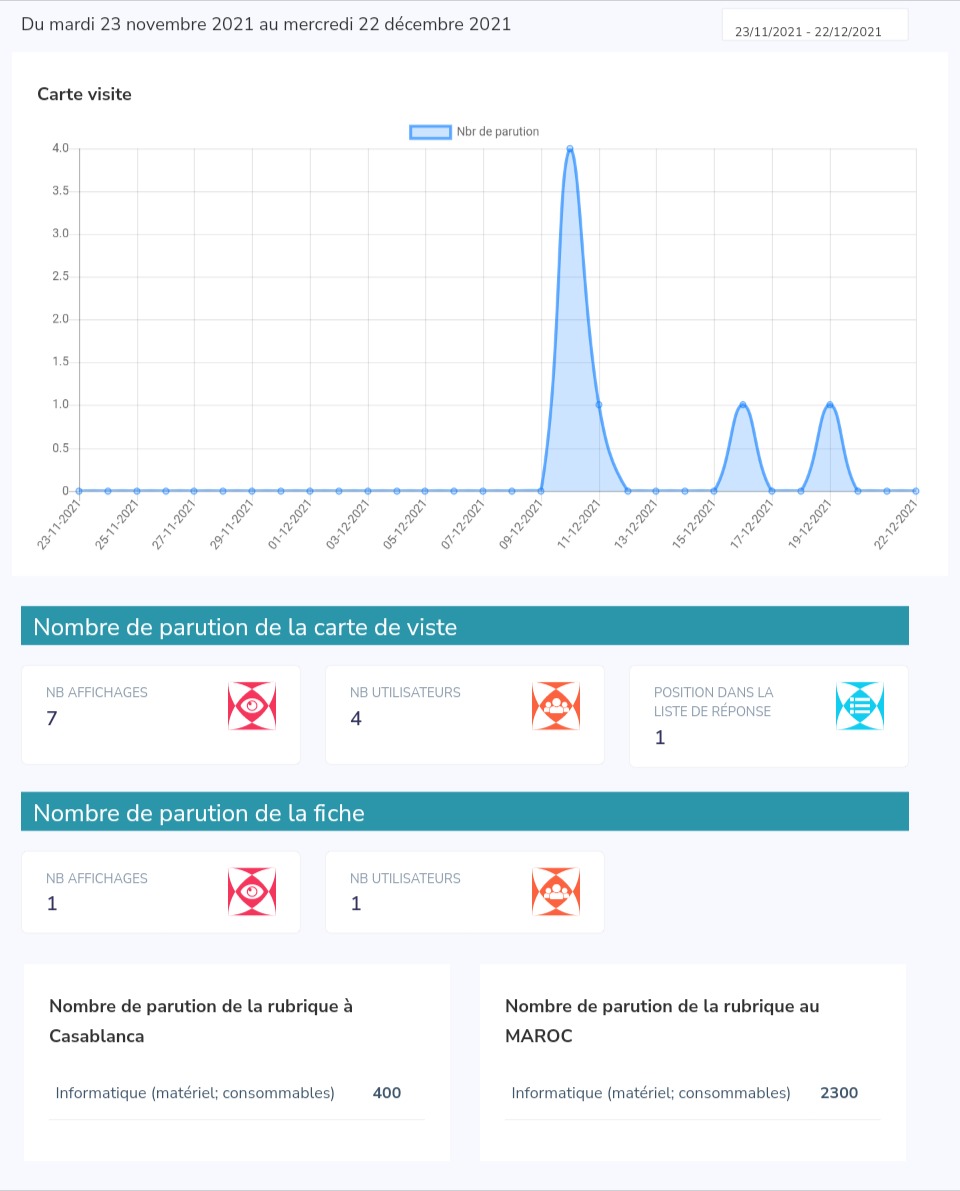 Du mardi 23 novembre 2021 au mercredi 22 décembre 2021
23/11/2021 - 22/12/2021
Carte visite
Nbr de parution
4.0
3.5
3.0
2.5
2.0
1.5
1.0
0.5
0
23-11-2021
25-11-2021
27-11-2021
29-11-2021
01-12-2021
03-12-2021
05-12-2021
07-12-2021
09-12-2021
11-12-2021
13-12-2021
15-12-2021
17-12-2021
19-12-2021
22-12-2021
Nombre de parution de la carte de viste
NB AFFICHAGES
7
NB UTILISATEURS
4
POSITION DANS LA
LISTE DE RÉPONSE
1
Nombre de parution de la fiche
NB AFFICHAGES
1
NB UTILISATEURS
1
Nombre de parution de la rubrique à
Casablanca
Informatique (matériel; consommables) 400
Nombre de parution de la rubrique au
MAROC
Informatique (matériel; consommables) 2300